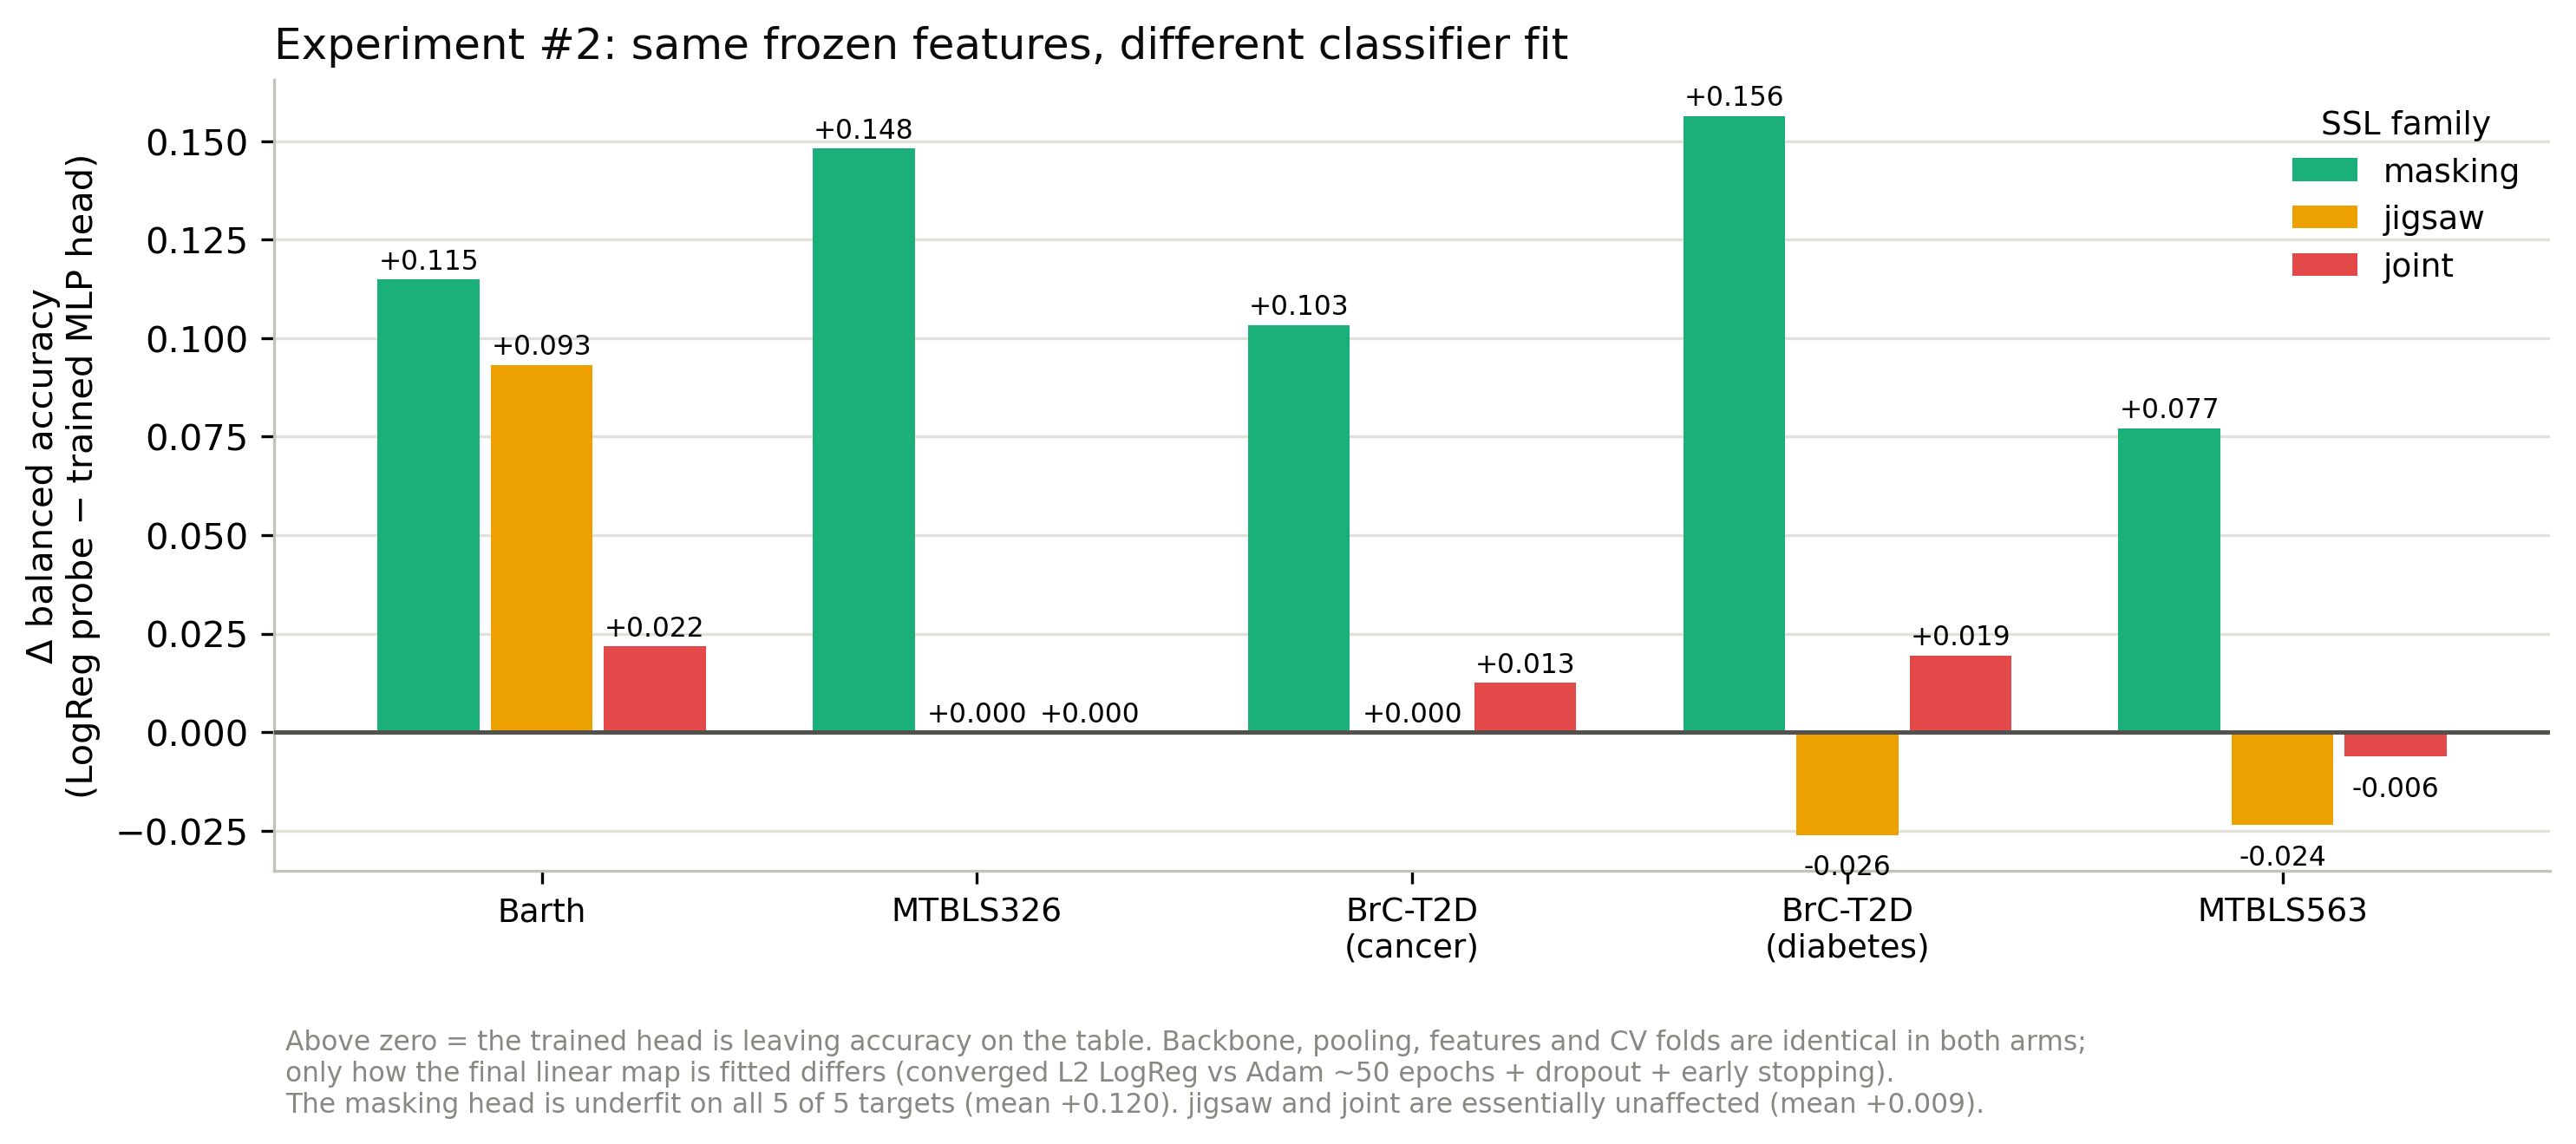 Experiment #2: same frozen features, different classifier fit
Δ balanced accuracy
(LogReg probe − trained MLP head)
0.150
0.125
0.100
0.075
0.050
0.025
0.000
−0.025
+0.115
+0.093
+0.022
+0.148
+0.000
+0.000
+0.103
+0.000
+0.013
+0.156
-0.026
+0.019
+0.077
-0.024
-0.006
SSL family
masking
jigsaw
joint
Barth
MTBLS326
BrC-T2D
(cancer)
BrC-T2D
(diabetes)
MTBLS563
Above zero = the trained head is leaving accuracy on the table. Backbone, pooling, features and CV folds are identical in both arms;
only how the final linear map is fitted differs (converged L2 LogReg vs Adam ~50 epochs + dropout + early stopping).
The masking head is underfit on all 5 of 5 targets (mean +0.120). jigsaw and joint are essentially unaffected (mean +0.009).